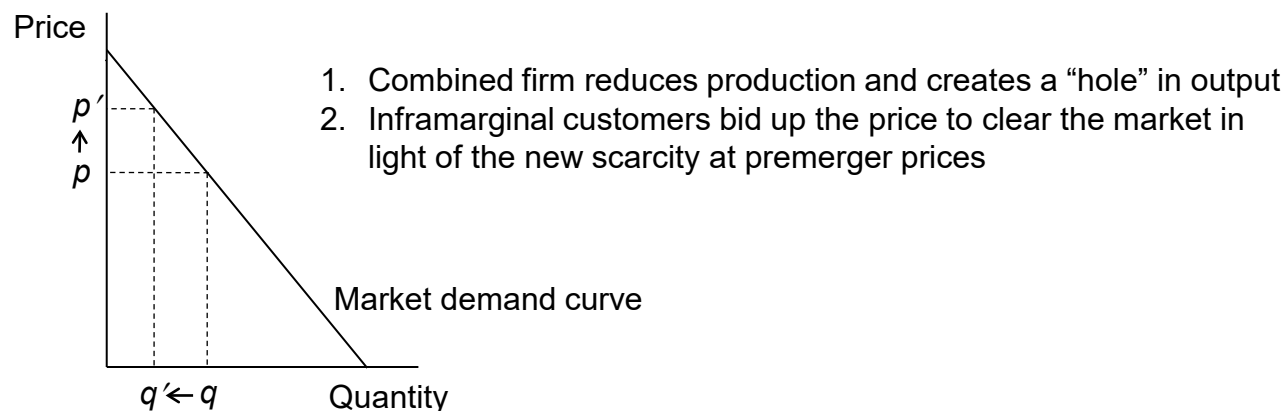 Price
1. Combined firm reduces production and creates a “hole” in output
2. Inframarginal customers bid up the price to clear the market in
light of the new scarcity at premerger prices
p′
↑
p
Market demand curve
q′← q
Quantity